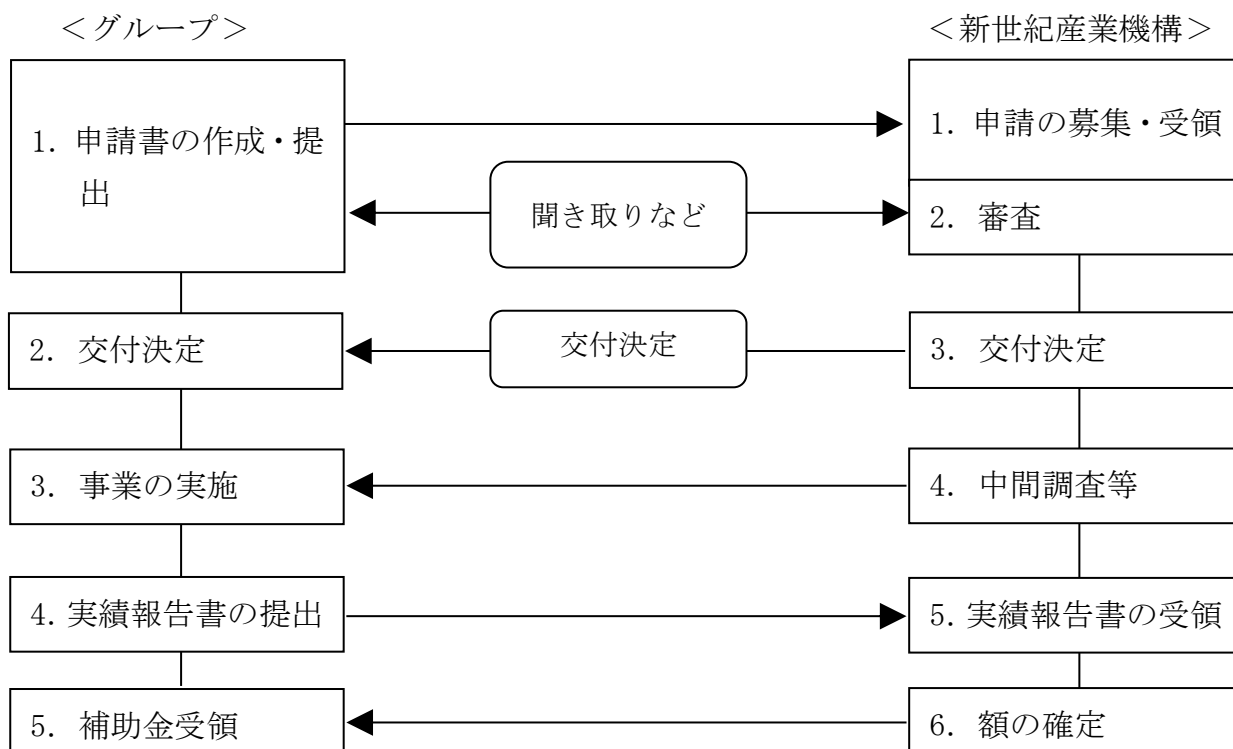 ＜グループ＞
＜新世紀産業機構＞
1. 申請書の作成・提
出
1. 申請の募集・受領
聞き取りなど
2. 審査
2. 交付決定
交付決定
3. 交付決定
3. 事業の実施
4. 中間調査等
4. 実績報告書の提出
5. 実績報告書の受領
5. 補助金受領
6. 額の確定